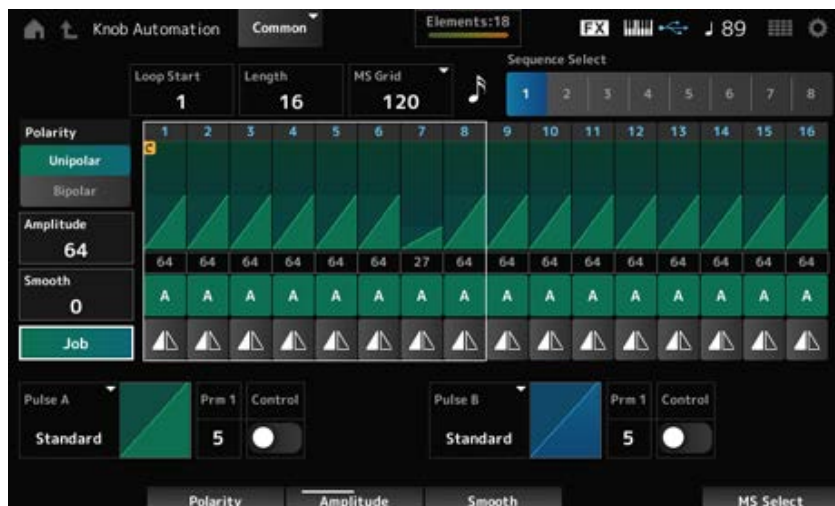 Knob Automation
Common
Elements:18
FX
♩ 89
Loop Start
1
Length
16
MS Grid
120
Sequence Select
1 2 3 4 5 6 7 8
Polarity
Unipolar
Bipolar
1 2 3 4 5 6 7 8 9 10 11 12 13 14 15 16
C
Amplitude
64
64 64 64 64 64 64 27 64 64 64 64 64 64 64 64 64
Smooth
0
A A A A A A A A A A A A A A A A
Job
Pulse A
Standard
Prm 1
5
Control
Pulse B
Standard
Prm 1
5
Control
Polarity
Amplitude
Smooth
MS Select